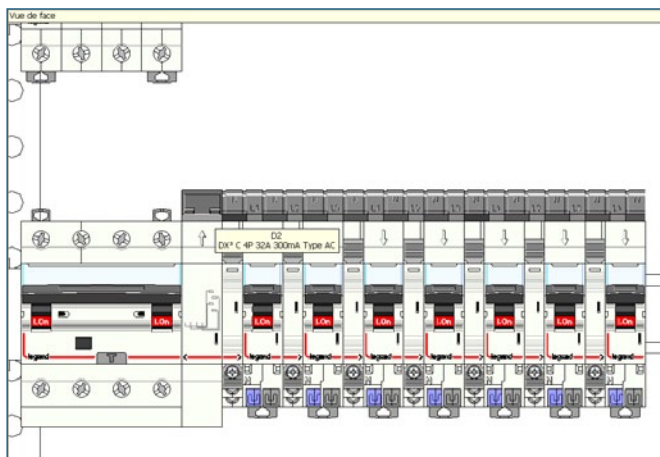 Vue de face
D2
DX³ C 4P 32A 300mA Type AC
I.On I.On I.On I.On I.On I.On I.On I.On I.On
legrand legrand legrand legrand legrand legrand legrand legrand
T